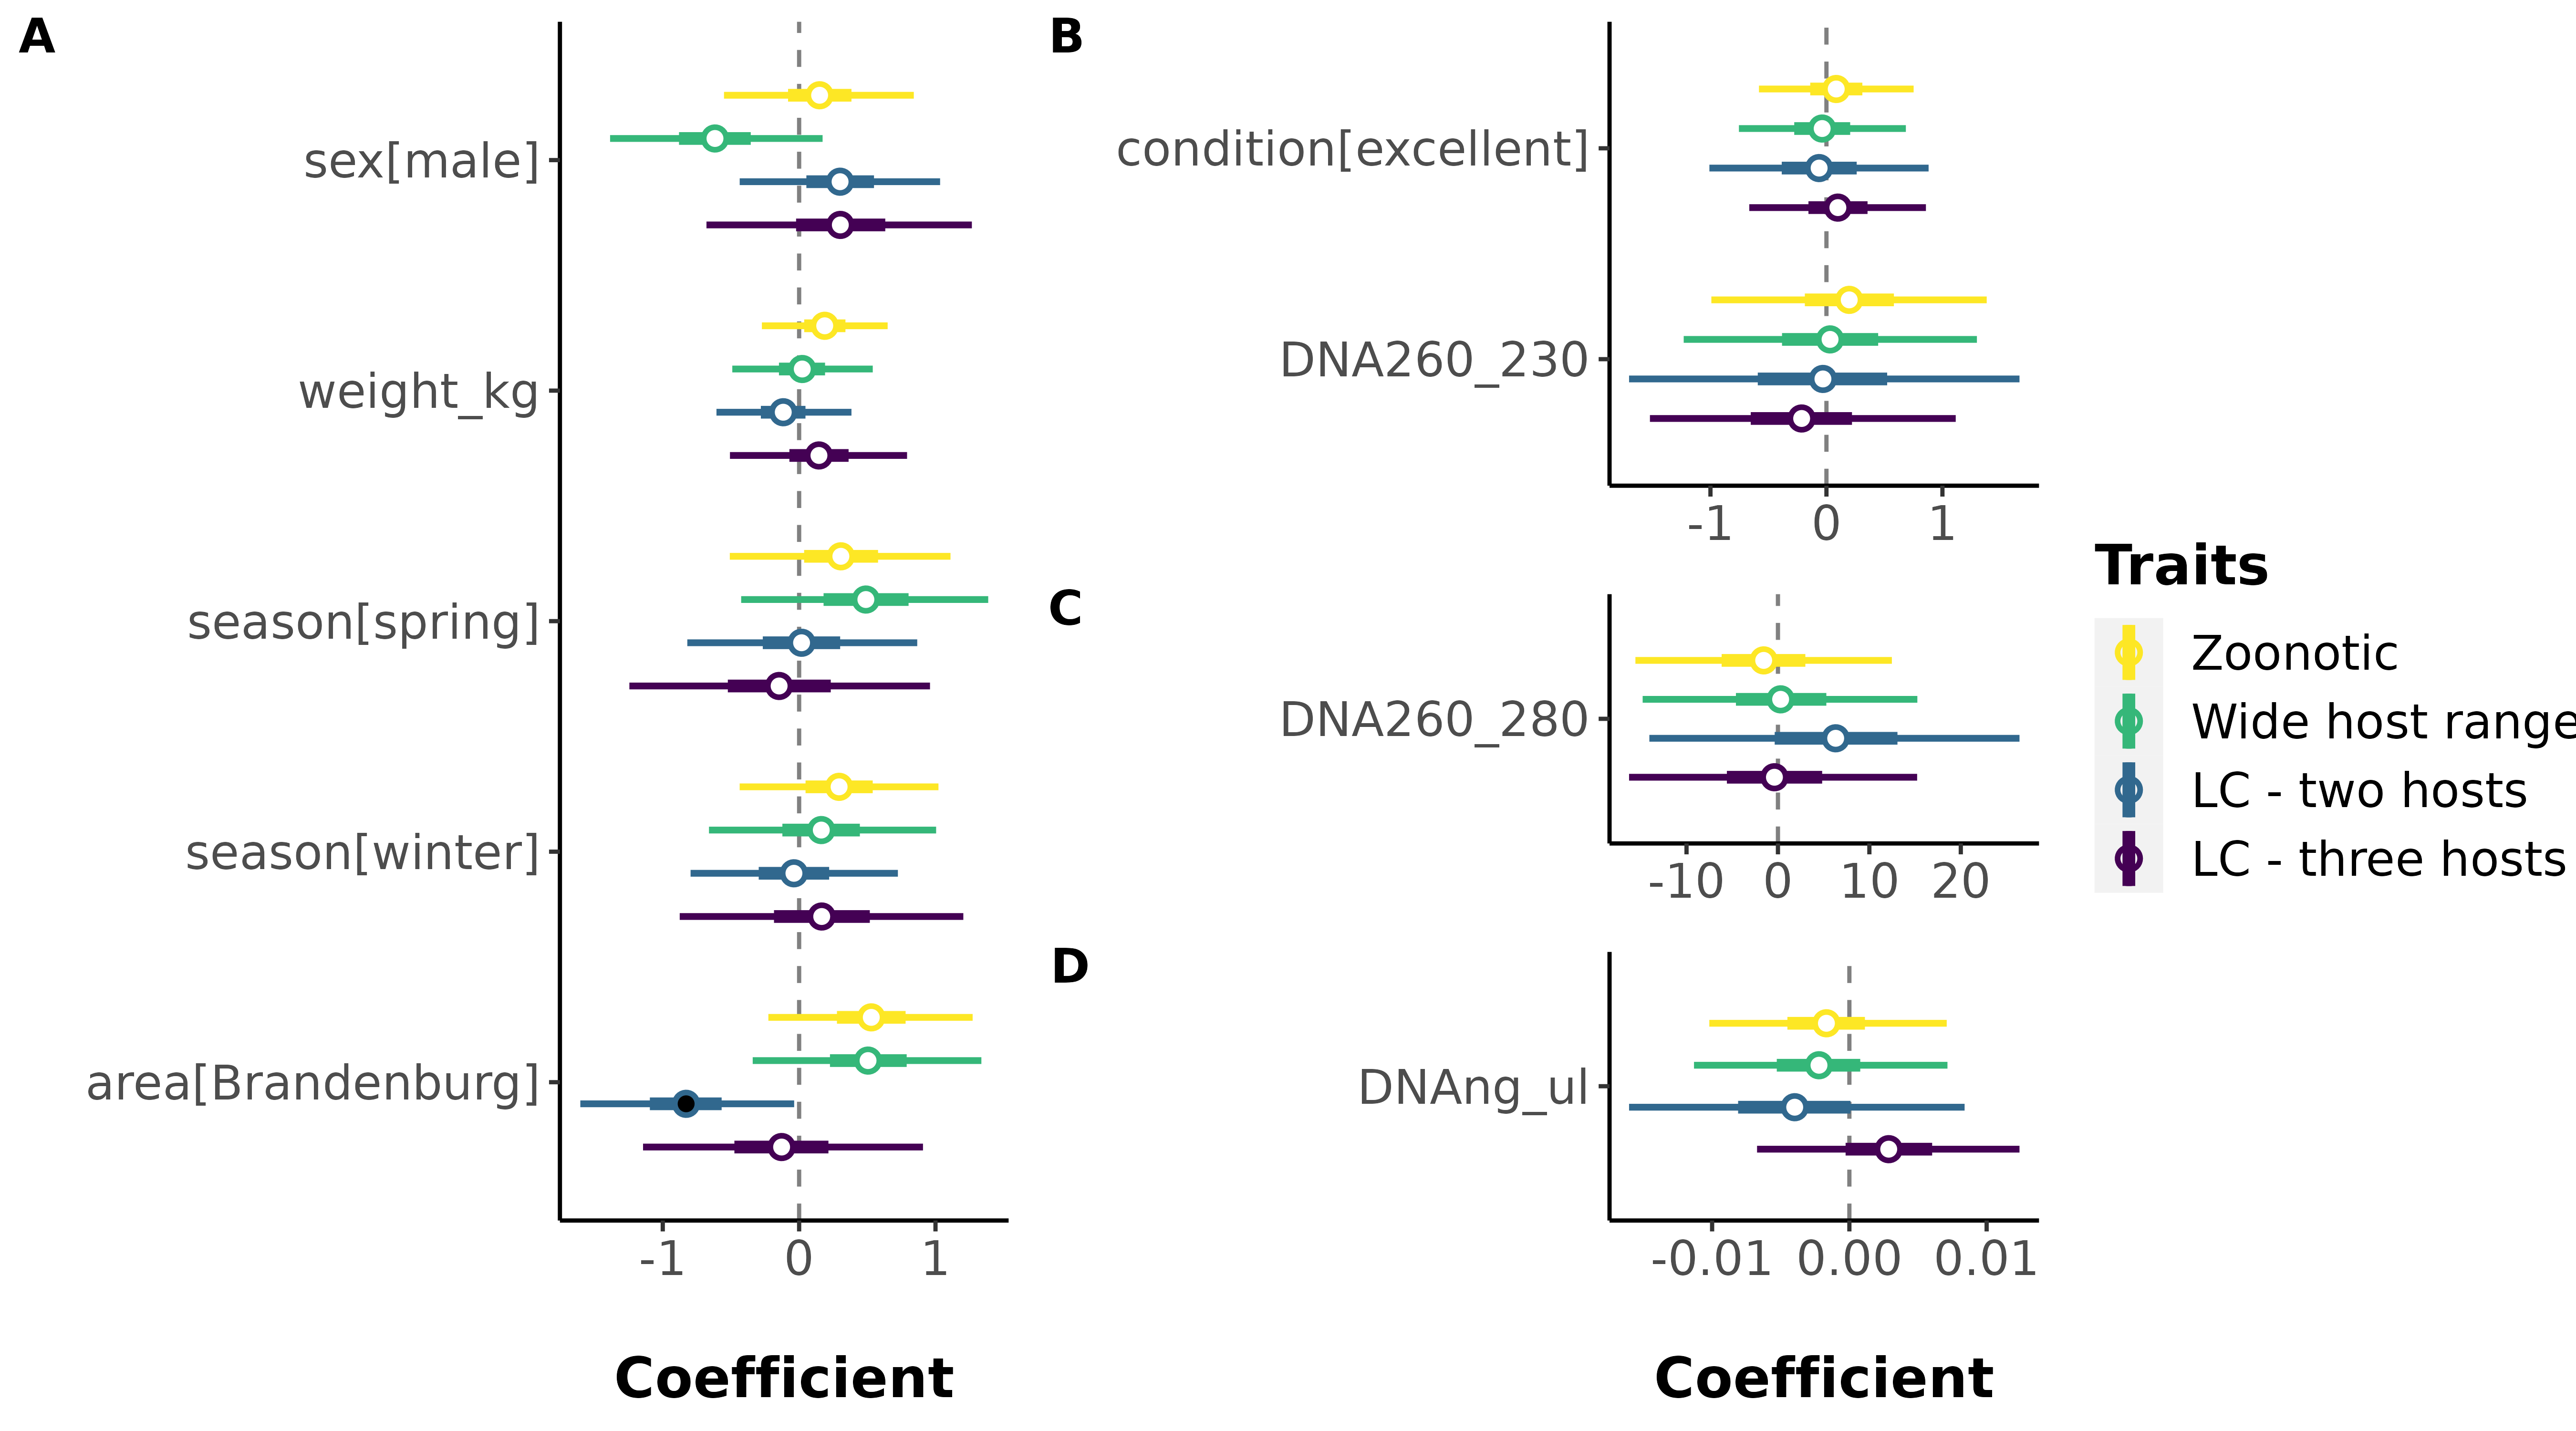 A
sex[male]
weight_kg
season[spring]
season[winter]
area[Brandenburg]
-1 0 1
Coefficient
B
condition[excellent]
DNA260_230
-1 0 1
C
DNA260_280
-10 0 10 20
D
DNAng_ul
-0.01 0.00 0.01
Coefficient
Traits
Zoonotic
Wide host range
LC - two hosts
LC - three hosts